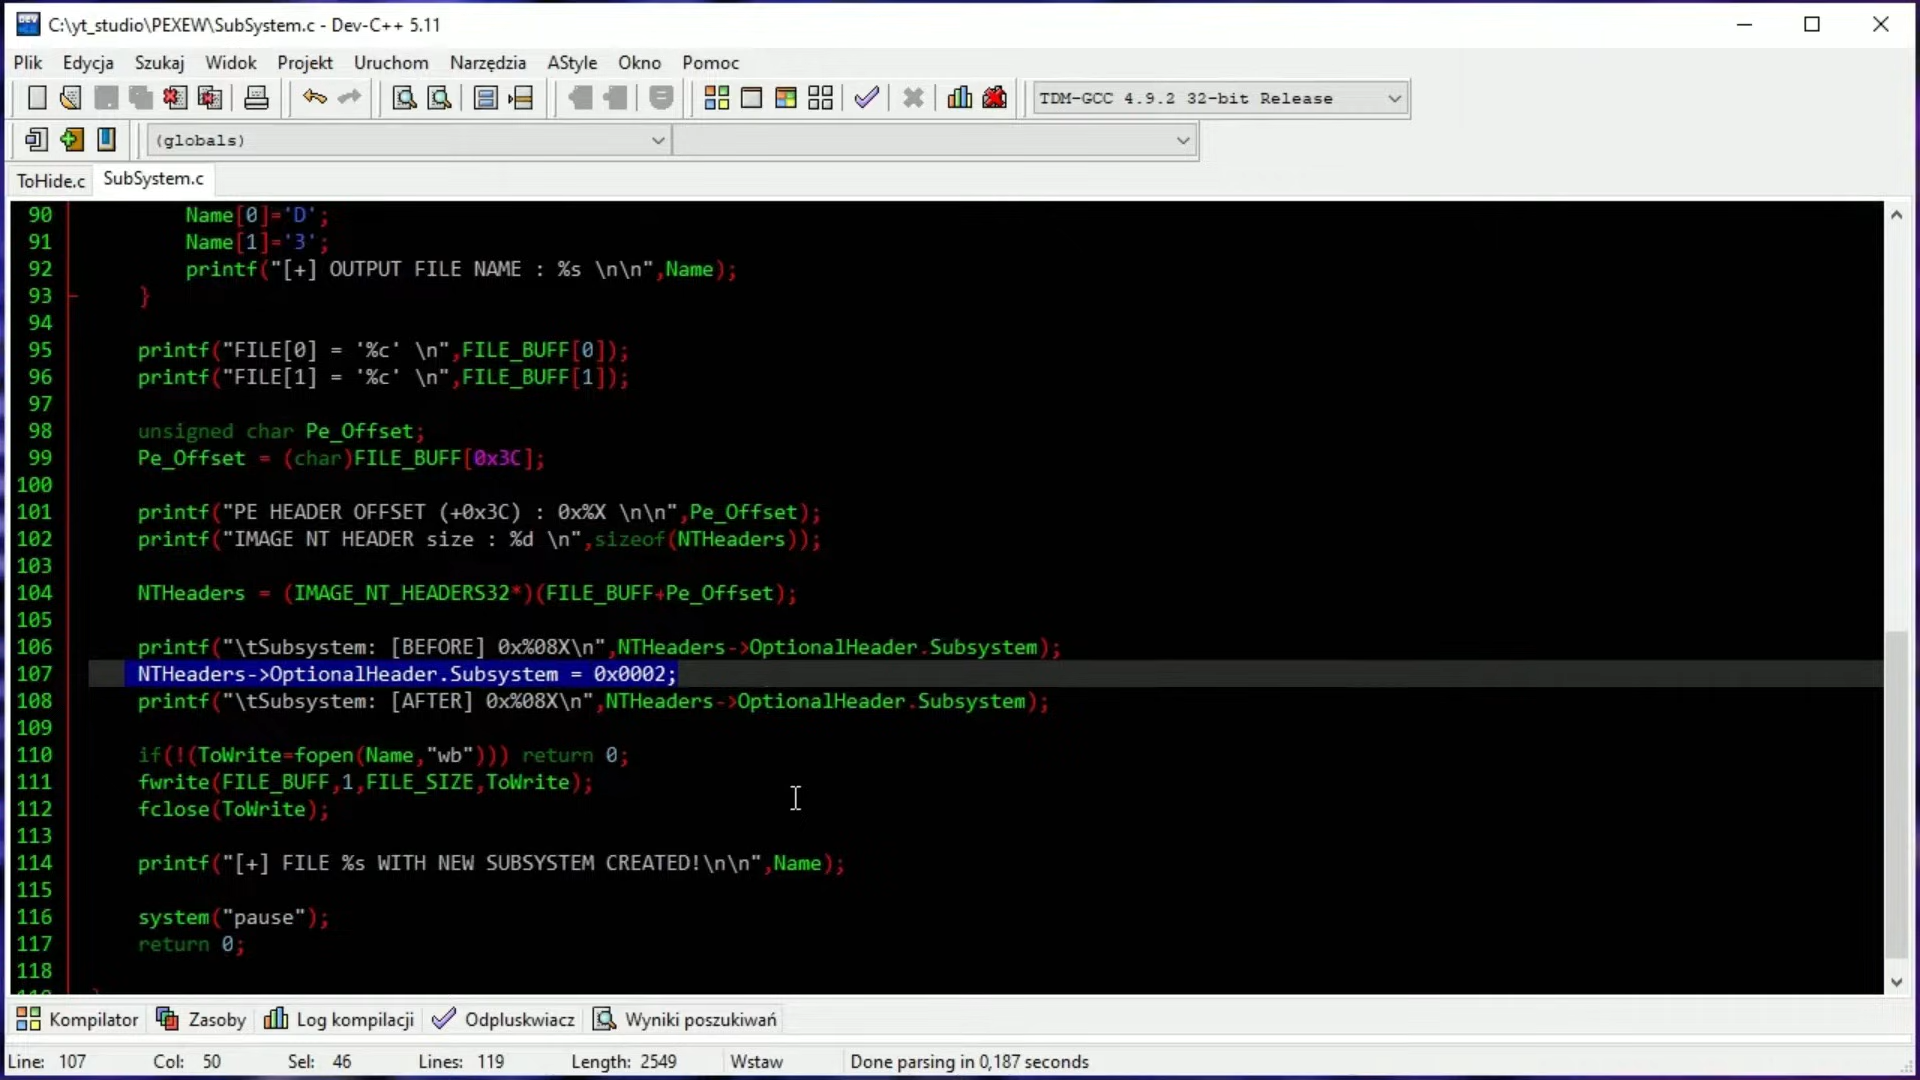 C:\yt_studio\PEXEW\SubSystem.c - Dev-C++ 5.11
Plik Edycja Szukaj Widok Projekt Uruchom Narzędzia AStyle Okno Pomoc
TDM-GCC 4.9.2 32-bit Release
(globals)
ToHide.c SubSystem.c
90 Name[0]='D';
91 Name[1]='3';
92 printf("[+] OUTPUT FILE NAME : %s \n\n",Name);
93 }
94
95 printf("FILE[0] = '%c' \n",FILE_BUFF[0]);
96 printf("FILE[1] = '%c' \n",FILE_BUFF[1]);
97
98 unsigned char Pe_Offset;
99 Pe_Offset = (char)FILE_BUFF[0x3C];
100
101 printf("PE HEADER OFFSET (+0x3C) : 0x%X \n\n",Pe_Offset);
102 printf("IMAGE NT HEADER size : %d \n",sizeof(NTHeaders));
103
104 NTHeaders = (IMAGE_NT_HEADERS32*)(FILE_BUFF+Pe_Offset);
105
106 printf("\tSubsystem: [BEFORE] 0x%08X\n",NTHeaders->OptionalHeader.Subsystem);
107 NTHeaders->OptionalHeader.Subsystem = 0x0002;
108 printf("\tSubsystem: [AFTER] 0x%08X\n",NTHeaders->OptionalHeader.Subsystem);
109
110 if(!(ToWrite=fopen(Name,"wb"))) return 0;
111 fwrite(FILE_BUFF,1,FILE_SIZE,ToWrite);
112 fclose(ToWrite);
113
114 printf("[+] FILE %s WITH NEW SUBSYSTEM CREATED!\n\n",Name);
115
116 system("pause");
117 return 0;
118
Kompilator Zasoby Log kompilacji Odpluskwiacz Wyniki poszukiwań
Line: 107 Col: 50 Sel: 46 Lines: 119 Length: 2549 Wstaw Done parsing in 0,187 seconds